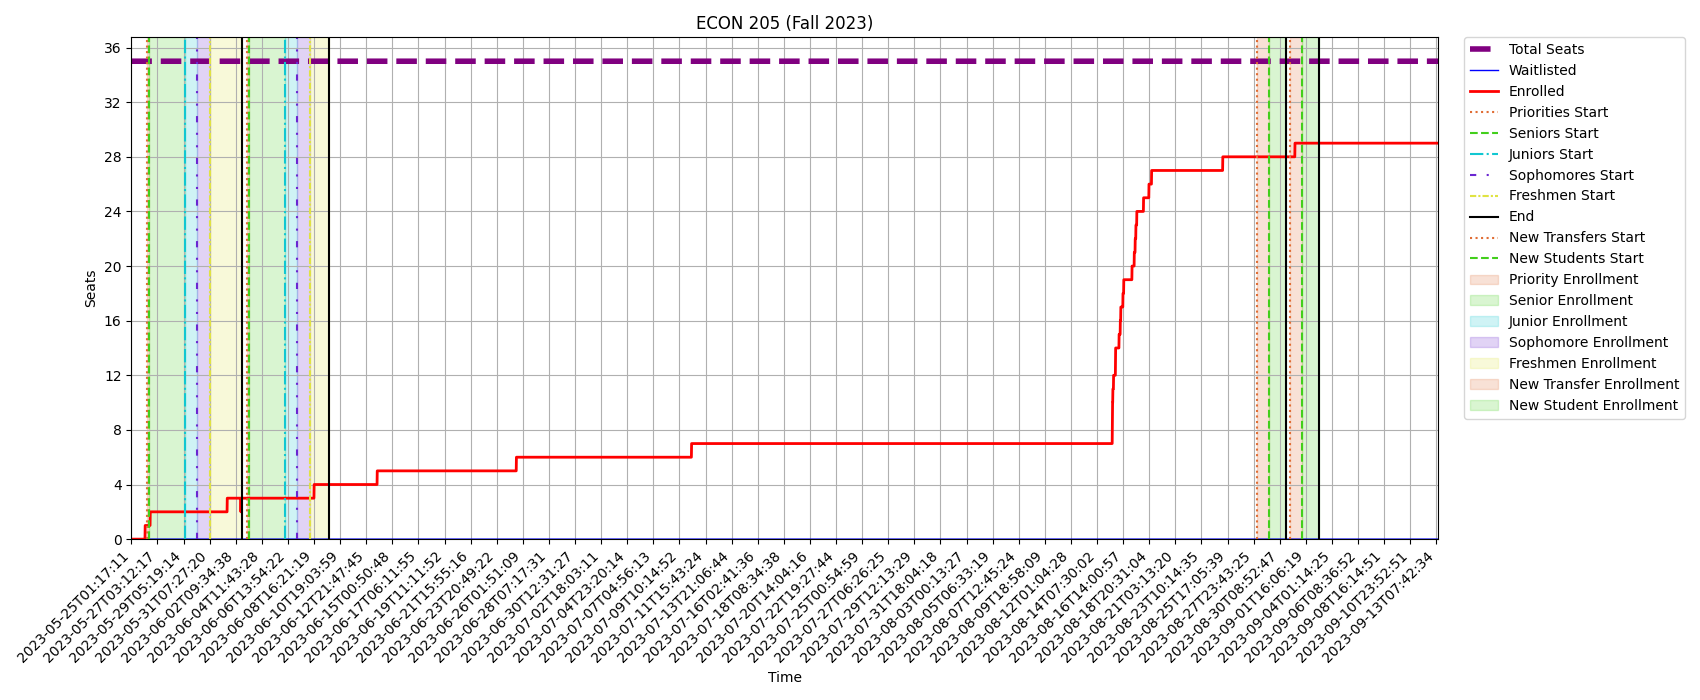 ECON 205 (Fall 2023)
36
32
28
24
20
16
12
8
4
0
Seats
2023-05-25T01:17:11
2023-05-27T03:12:17
2023-05-29T05:19:14
2023-05-31T07:27:20
2023-06-02T09:34:38
2023-06-04T11:43:28
2023-06-06T13:54:22
2023-06-08T16:21:19
2023-06-10T19:03:59
2023-06-12T21:47:45
2023-06-15T00:50:48
2023-06-17T06:11:55
2023-06-19T11:11:52
2023-06-21T15:55:16
2023-06-23T20:49:22
2023-06-26T01:51:09
2023-06-28T07:17:31
2023-06-30T12:31:27
2023-07-02T18:03:11
2023-07-04T23:20:14
2023-07-07T04:56:13
2023-07-09T10:14:52
2023-07-11T15:43:24
2023-07-13T21:06:44
2023-07-16T02:41:36
2023-07-18T08:34:38
2023-07-20T14:04:16
2023-07-22T19:27:44
2023-07-25T00:54:59
2023-07-27T06:26:25
2023-07-29T12:13:29
2023-07-31T18:04:18
2023-08-03T00:13:27
2023-08-05T06:33:19
2023-08-07T12:45:24
2023-08-09T18:58:09
2023-08-12T01:04:28
2023-08-14T07:30:02
2023-08-16T14:00:57
2023-08-18T20:31:04
2023-08-21T03:13:20
2023-08-23T10:14:35
2023-08-25T17:05:39
2023-08-27T23:43:25
2023-08-30T08:52:47
2023-09-01T16:06:19
2023-09-04T01:14:25
2023-09-06T08:36:52
2023-09-08T16:14:51
2023-09-10T23:52:51
2023-09-13T07:42:34
Time
Total Seats
Waitlisted
Enrolled
Priorities Start
Seniors Start
Juniors Start
Sophomores Start
Freshmen Start
End
New Transfers Start
New Students Start
Priority Enrollment
Senior Enrollment
Junior Enrollment
Sophomore Enrollment
Freshmen Enrollment
New Transfer Enrollment
New Student Enrollment